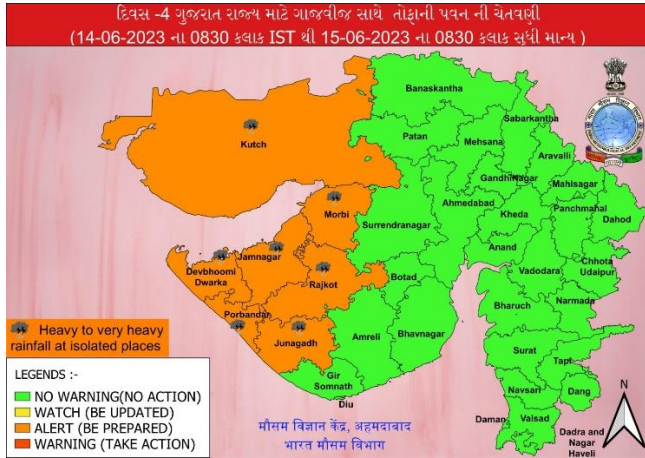 દિવસ -4 ગુજરાત રાજ્ય માટે ગાજવીજ સાથે તોફાની પવન ની ચેતવણી
(14-06-2023 ના 0830 કલાક IST થી 15-06-2023 ના 0830 કલાક સુધી માન્ય )
Banaskantha
Kutch
Patan
Sabarkantha
Mehsana
Aravalli
GandhiNagar
Mahisagar
Morbi
Ahmedabad
Panchmahal
Surrendranagar
Kheda
Dahod
Jamnagar
Anand
Devbhoomi
Dwarka
Rajkot
Botad
Vadodara
Chhota
Udaipur
Porbandar
Bharuch
Narmada
Heavy to very heavy
rainfall at isolated places
Junagadh
Amreli
Bhavnagar
Surat
Tapi
Gir
Somnath
Diu
Navsari
Dang
Daman
Valsad
Dadra and
Nagar
Haveli
N
LEGENDS :-
NO WARNING(NO ACTION)
WATCH (BE UPDATED)
ALERT (BE PREPARED)
WARNING (TAKE ACTION)
मौसम विज्ञान केंद्र, अहमदाबाद
भारत मौसम विभाग